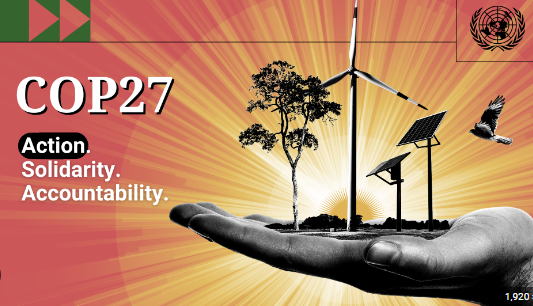 COP27
Action.
Solidarity.
Accountability.
1,920